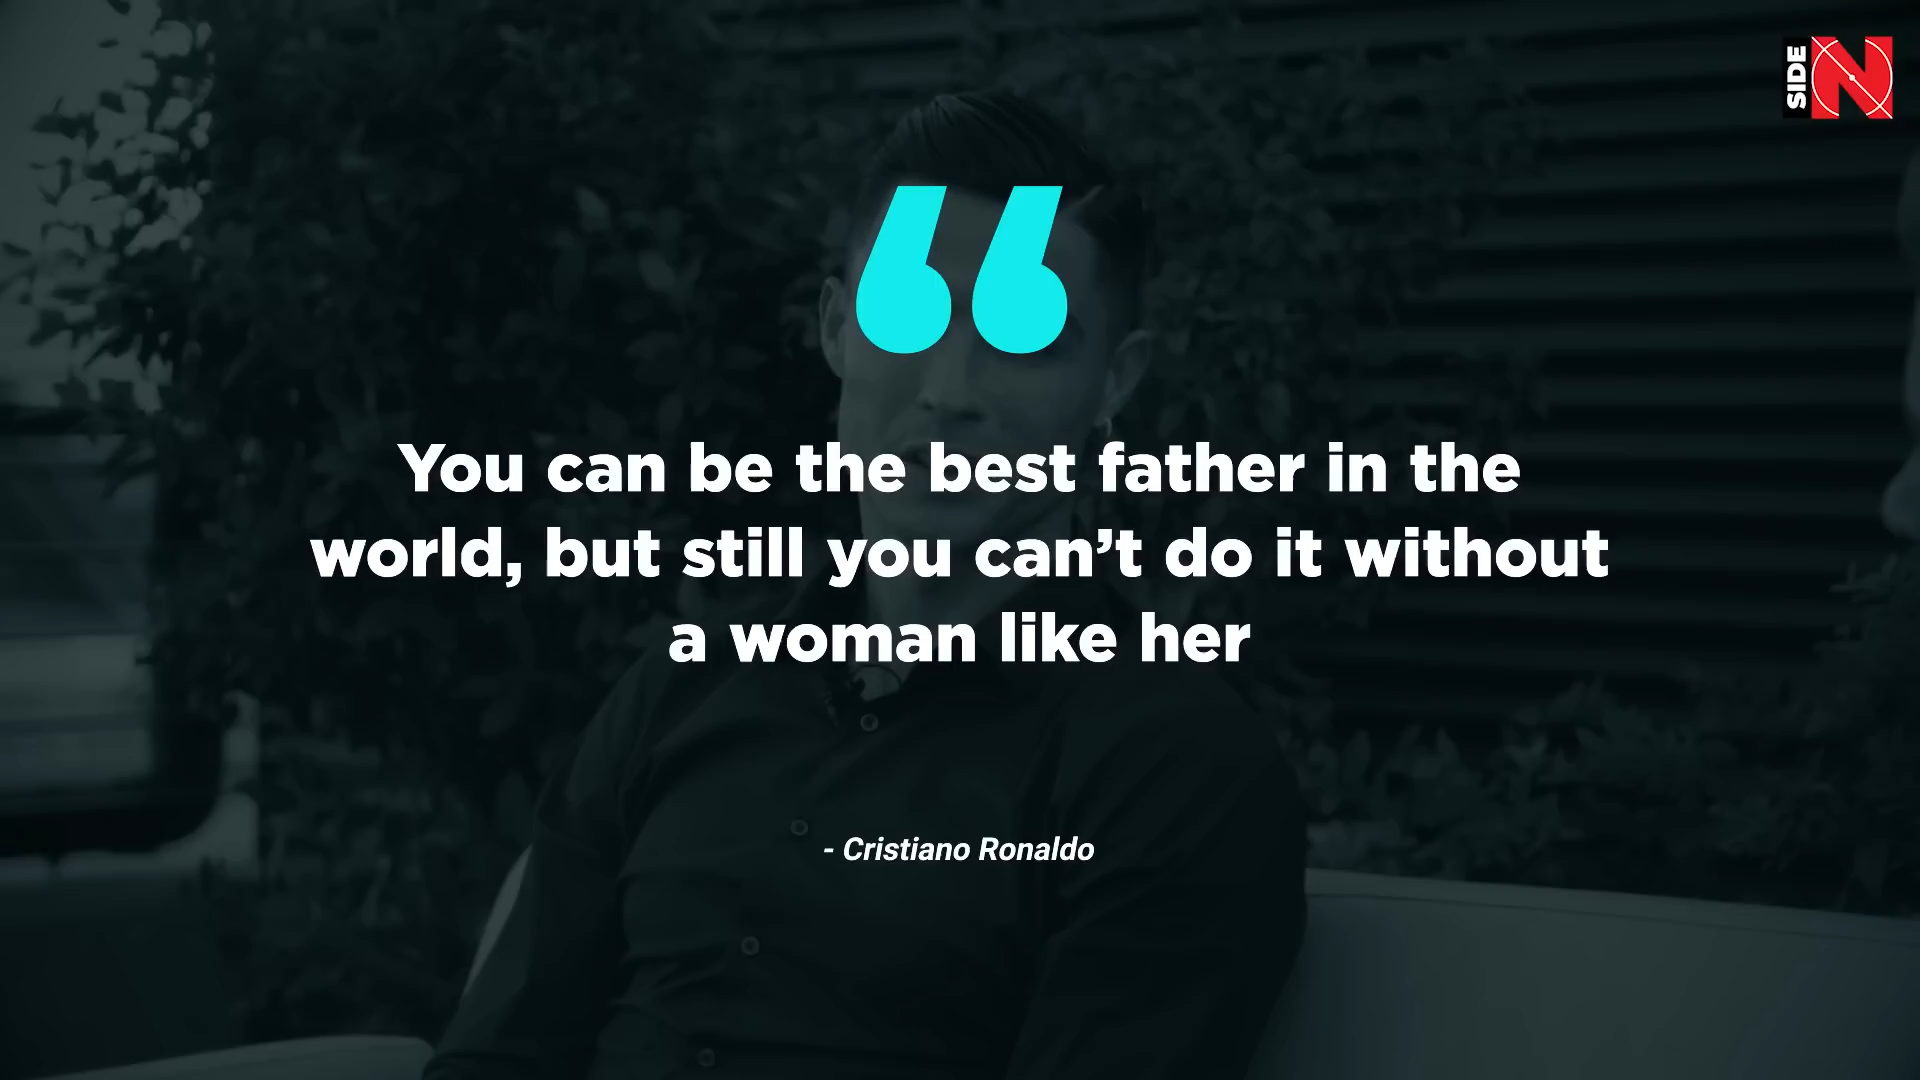 SIDE N
“
You can be the best father in the
world, but still you can’t do it without
a woman like her
- Cristiano Ronaldo